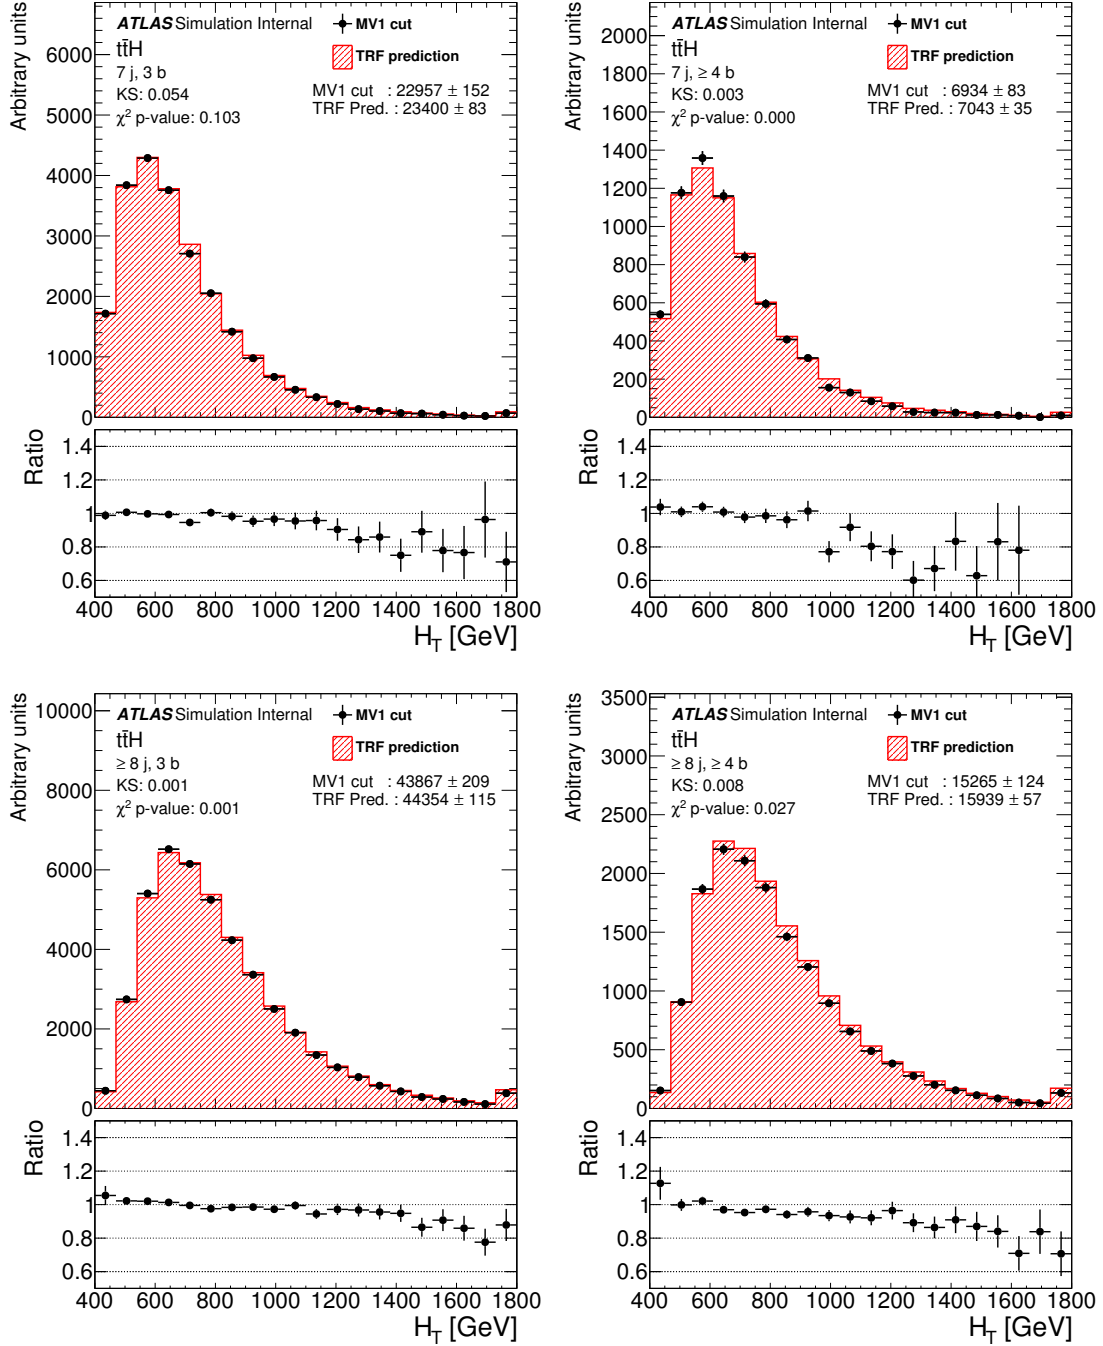 ATLAS Simulation Internal
tt̄H
7 j, 3 b
KS: 0.054
χ² p-value: 0.103
MV1 cut
TRF prediction
MV1 cut : 22957 ± 152
TRF Pred. : 23400 ± 83
Arbitrary units
6000
5000
4000
3000
2000
1000
0
Ratio
1.4
1.2
1
0.8
0.6
400 600 800 1000 1200 1400 1600 1800
H_T [GeV]
ATLAS Simulation Internal
tt̄H
7 j, ≥ 4 b
KS: 0.003
χ² p-value: 0.000
MV1 cut
TRF prediction
MV1 cut : 6934 ± 83
TRF Pred. : 7043 ± 35
Arbitrary units
2000
1800
1600
1400
1200
1000
800
600
400
200
0
Ratio
1.4
1.2
1
0.8
0.6
400 600 800 1000 1200 1400 1600 1800
H_T [GeV]
ATLAS Simulation Internal
tt̄H
≥ 8 j, 3 b
KS: 0.001
χ² p-value: 0.001
MV1 cut
TRF prediction
MV1 cut : 43867 ± 209
TRF Pred. : 44354 ± 115
Arbitrary units
10000
8000
6000
4000
2000
0
Ratio
1.4
1.2
1
0.8
0.6
400 600 800 1000 1200 1400 1600 1800
H_T [GeV]
ATLAS Simulation Internal
tt̄H
≥ 8 j, ≥ 4 b
KS: 0.008
χ² p-value: 0.027
MV1 cut
TRF prediction
MV1 cut : 15265 ± 124
TRF Pred. : 15939 ± 57
Arbitrary units
3500
3000
2500
2000
1500
1000
500
0
Ratio
1.4
1.2
1
0.8
0.6
400 600 800 1000 1200 1400 1600 1800
H_T [GeV]